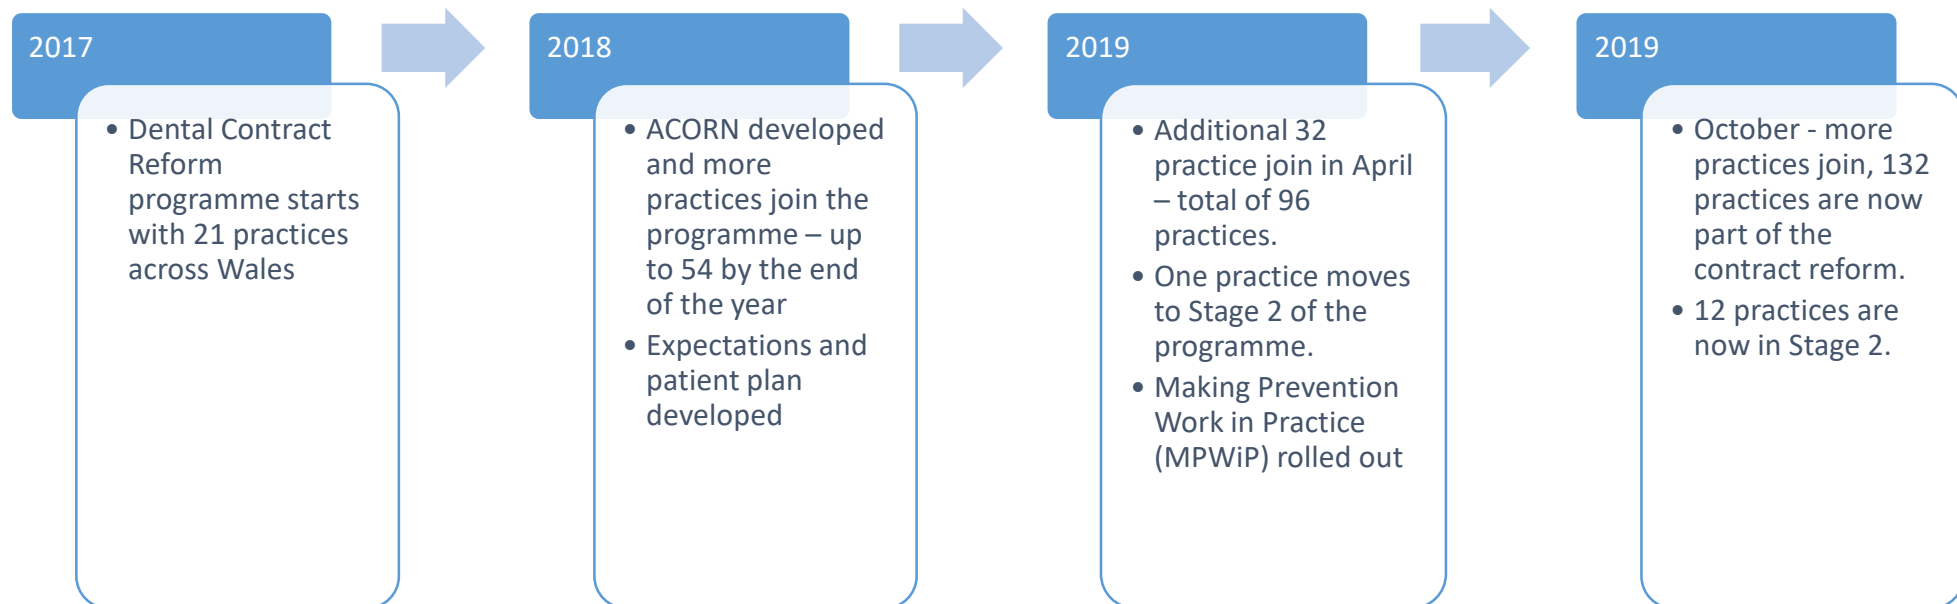 2017
• Dental Contract
Reform
programme starts
with 21 practices
across Wales
2018
• ACORN developed
and more
practices join the
programme – up
to 54 by the end
of the year
• Expectations and
patient plan
developed
2019
• Additional 32
practice join in April
– total of 96
practices.
• One practice moves
to Stage 2 of the
programme.
• Making Prevention
Work in Practice
(MPWiP) rolled out
2019
• October - more
practices join, 132
practices are now
part of the
contract reform.
• 12 practices are
now in Stage 2.